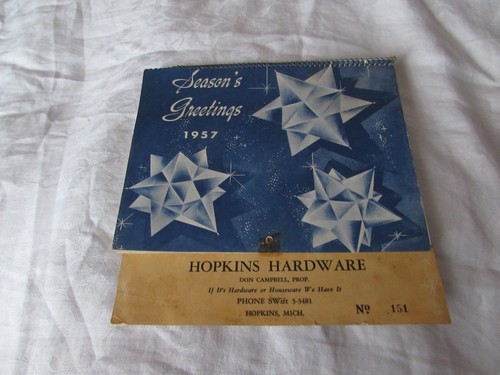 Season's
Greetings
1957
HOPKINS HARDWARE
DON CAMPBELL, PROP.
If It's Hardware or Houseware We Have It
PHONE SWift 3-3481
HOPKINS, MICH.
No 151